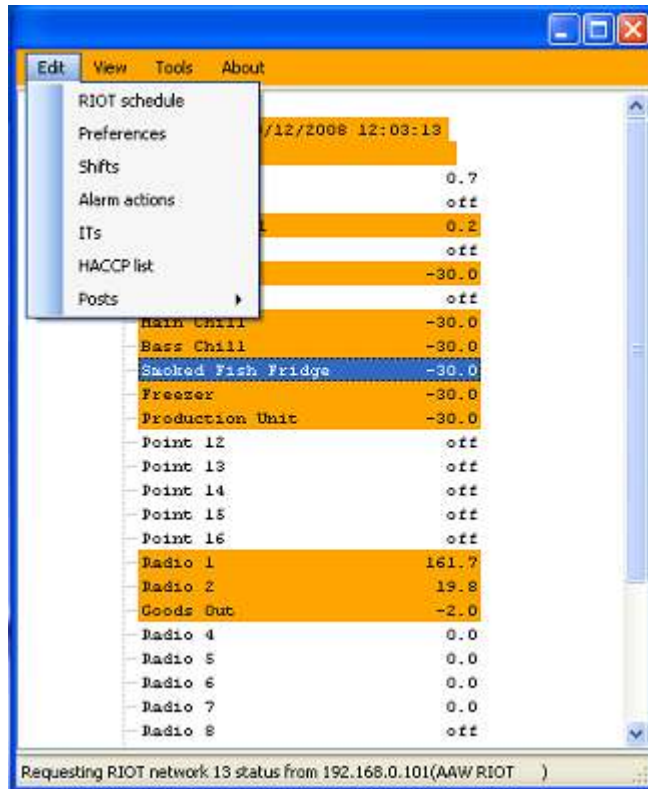 Edit View Tools About
RIOT schedule
Preferences
Shifts
Alarm actions
ITs
HACCP list
Posts
/12/2008 12:03:13
0.7
off
0.2
off
-30.0
off
Main Chill -30.0
Bass Chill -30.0
Smoked Fish Fridge -30.0
Freezer -30.0
Production Unit -30.0
Point 12 off
Point 13 off
Point 14 off
Point 15 off
Point 16 off
Radio 1 161.7
Radio 2 19.8
Goods Out -2.0
Radio 4 0.0
Radio 5 0.0
Radio 6 0.0
Radio 7 0.0
Radio 8 off
Requesting RIOT network 13 status from 192.168.0.101(AAW RIOT )